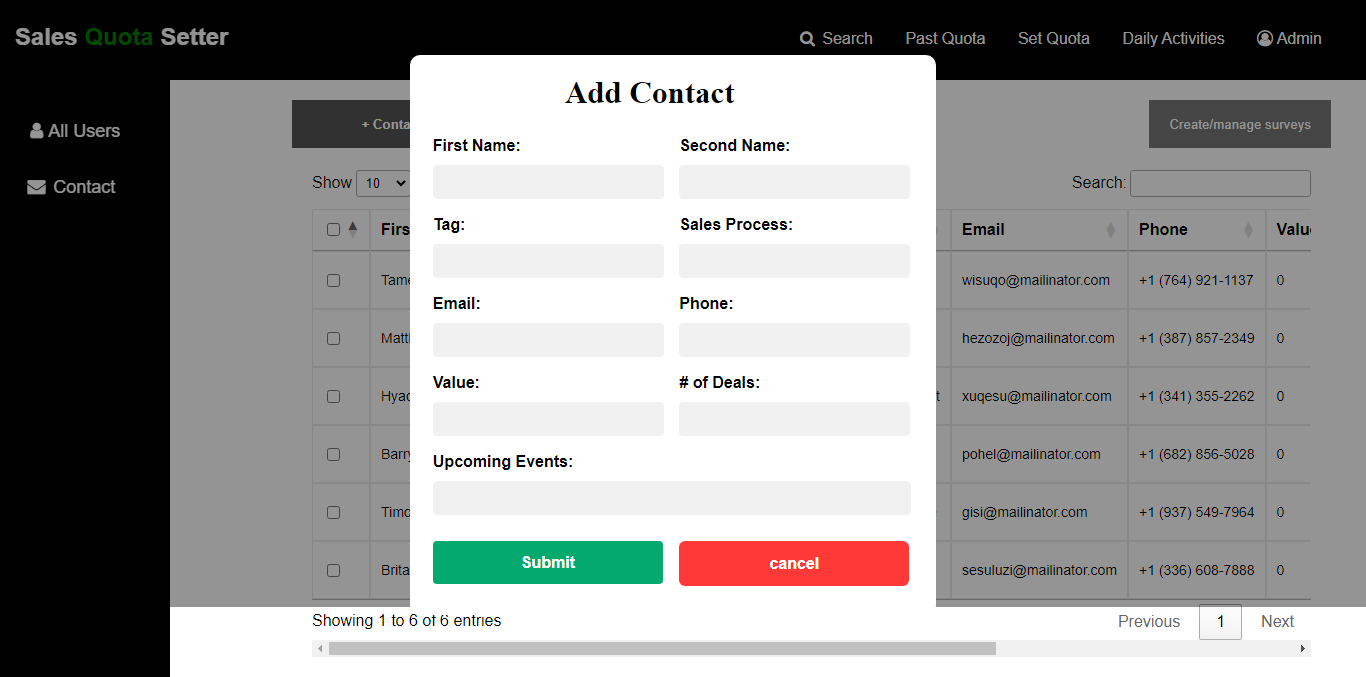 Sales Quota Setter
Search Past Quota Set Quota Daily Activities Admin
All Users
Contact
+ Conta
Create/manage surveys
Show 10
Search:
Firs
Email Phone Valu
Tame
wisuqo@mailinator.com +1 (764) 921-1137 0
Matt
hezozoj@mailinator.com +1 (387) 857-2349 0
Hyac
t xuqesu@mailinator.com +1 (341) 355-2262 0
Barry
pohel@mailinator.com +1 (682) 856-5028 0
Timo
gisi@mailinator.com +1 (937) 549-7964 0
Brita
sesuluzi@mailinator.com +1 (336) 608-7888 0
Add Contact
First Name: Second Name:
Tag: Sales Process:
Email: Phone:
Value: # of Deals:
Upcoming Events:
Submit cancel
Showing 1 to 6 of 6 entries
Previous 1 Next